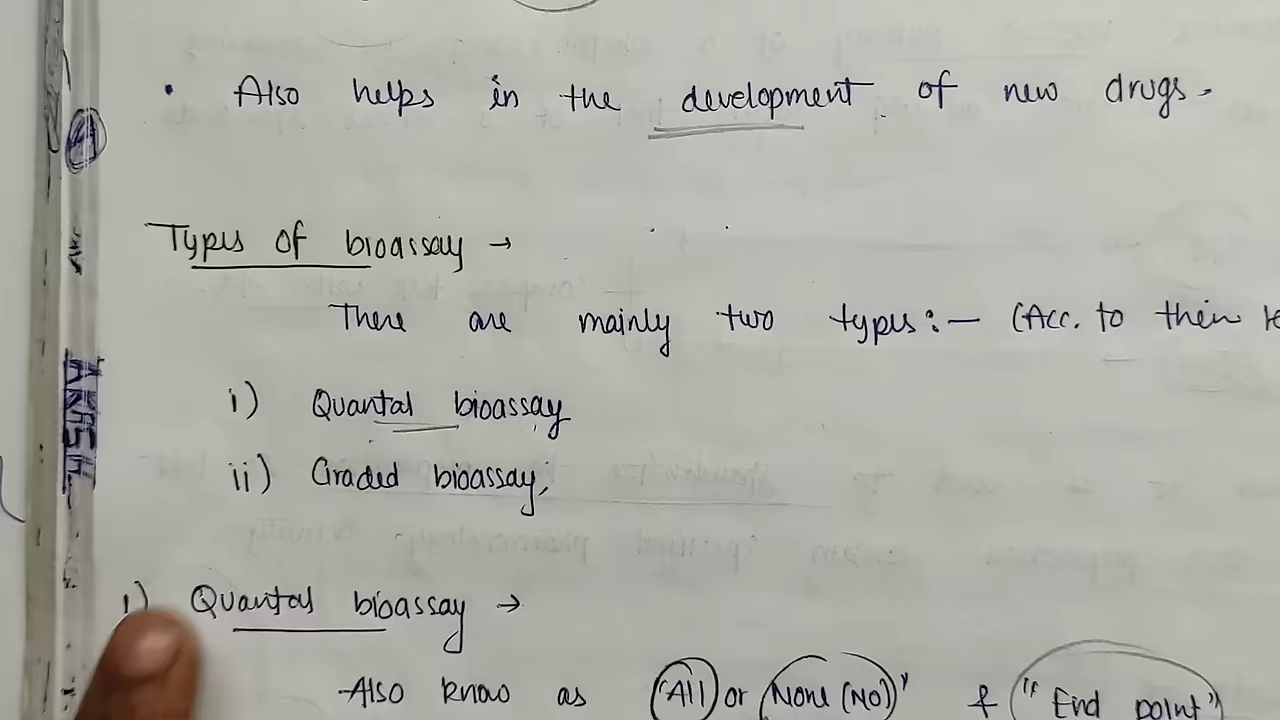 • Also helps in the development of new drugs.
Types of bioassay →
There are mainly two types:— (Acc. to their
i) Quantal bioassay
ii) Graded bioassay;
i) Quantal bioassay →
Also know as "All or None (No)" & "End point"
AKASH